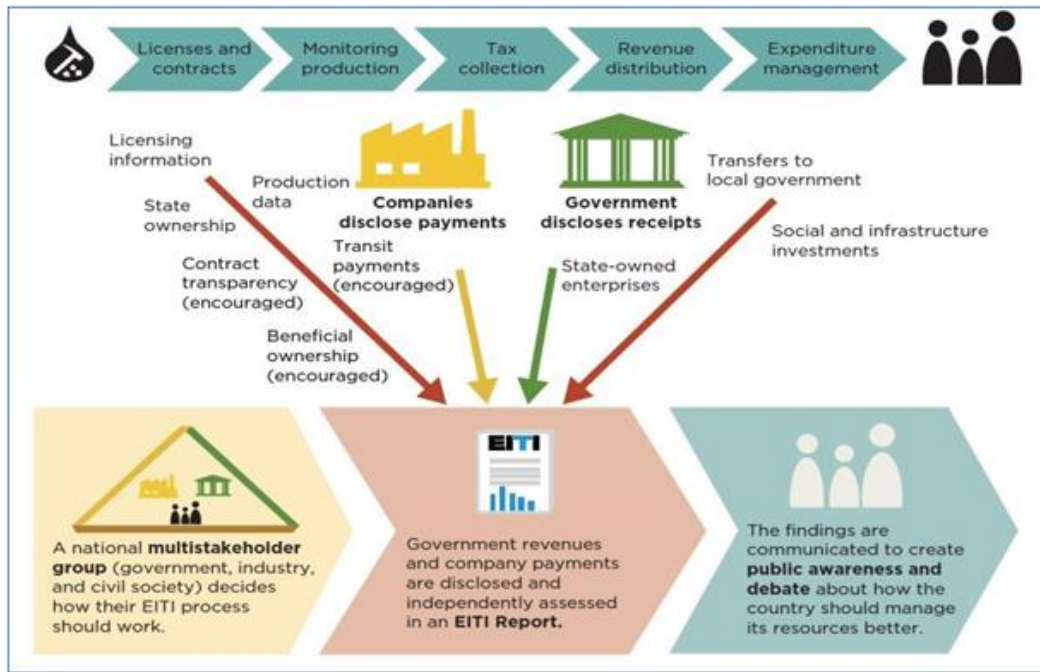 Licenses and
contracts
Monitoring
production
Tax
collection
Revenue
distribution
Expenditure
management
Licensing
information
State
ownership
Contract
transparency
(encouraged)
Beneficial
ownership
(encouraged)
Production
data
Companies
disclose payments
Transit
payments
(encouraged)
Government
discloses receipts
State-owned
enterprises
Transfers to
local government
Social and infrastructure
investments
A national multistakeholder
group (government, industry,
and civil society) decides
how their EITI process
should work.
EITI
Government revenues
and company payments
are disclosed and
independently assessed
in an EITI Report.
The findings are
communicated to create
public awareness and
debate about how the
country should manage
its resources better.